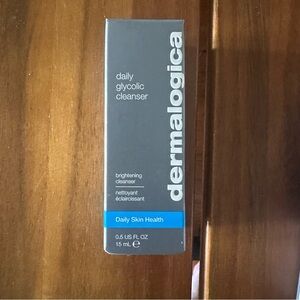 daily
glycolic
cleanser
dermalogica
brightening
cleanser
nettoyant
éclaircissant
Daily Skin Health
0.5 US FL OZ
15 mL ℮